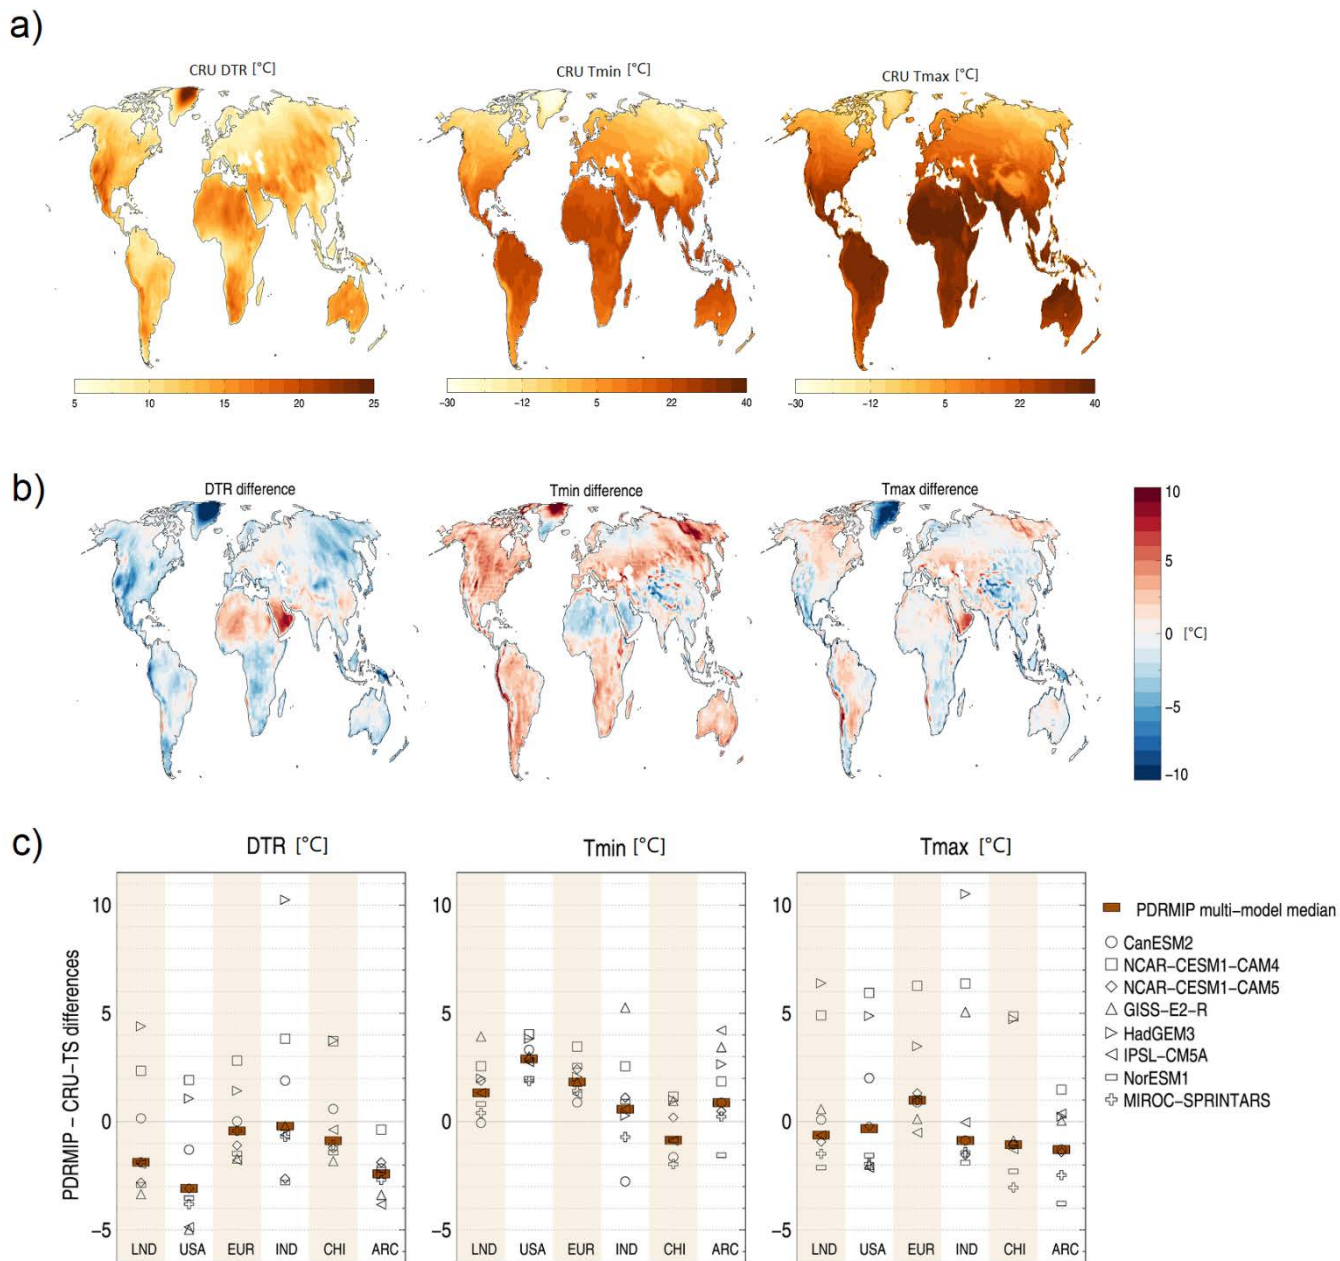 a)
CRU DTR [°C]
CRU Tmin [°C]
CRU Tmax [°C]
5 10 15 20 25
−30 −12 5 22 40
−30 −12 5 22 40
b)
DTR difference
Tmin difference
Tmax difference
10
5
0 [°C]
−5
−10
c)
DTR [°C]
Tmin [°C]
Tmax [°C]
PDRMIP − CRU−TS differences
10
5
0
−5
LND USA EUR IND CHI ARC
10
5
0
−5
LND USA EUR IND CHI ARC
10
5
0
−5
LND USA EUR IND CHI ARC
PDRMIP multi−model median
CanESM2
NCAR−CESM1−CAM4
NCAR−CESM1−CAM5
GISS−E2−R
HadGEM3
IPSL−CM5A
NorESM1
MIROC−SPRINTARS